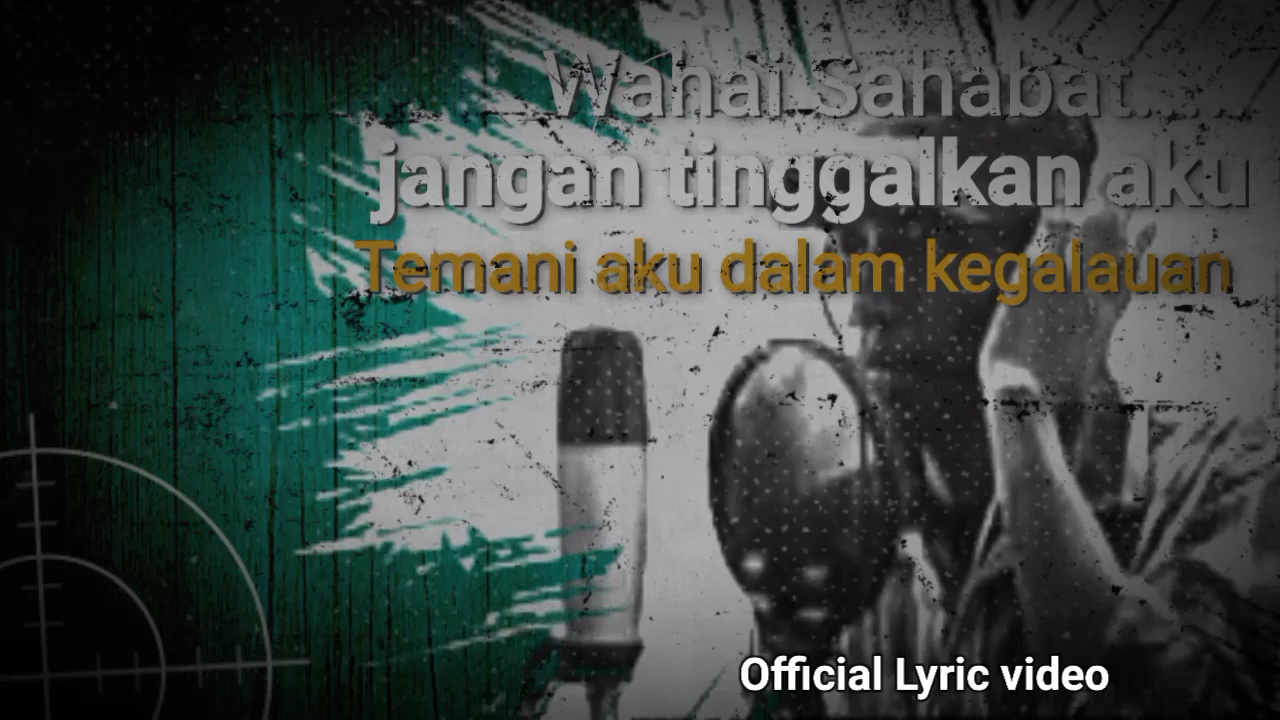 Wahai Sahabat.....
jangan tinggalkan aku
Temani aku dalam kegalauan
Official Lyric video